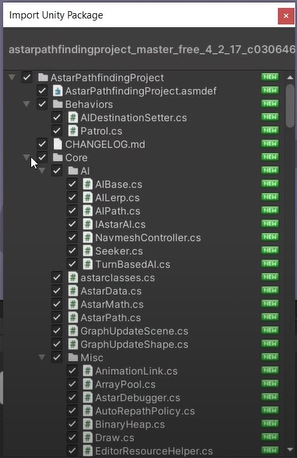 Import Unity Package
astarpathfindingproject_master_free_4_2_17_c030646
AstarPathfindingProject NEW
AstarPathfindingProject.asmdef NEW
Behaviors NEW
AIDestinationSetter.cs NEW
Patrol.cs NEW
CHANGELOG.md NEW
Core NEW
AI NEW
AIBase.cs NEW
AILerp.cs NEW
AIPath.cs NEW
IAstarAI.cs NEW
NavmeshController.cs NEW
Seeker.cs NEW
TurnBasedAI.cs NEW
astarclasses.cs NEW
AstarData.cs NEW
AstarMath.cs NEW
AstarPath.cs NEW
GraphUpdateScene.cs NEW
GraphUpdateShape.cs NEW
Misc NEW
AnimationLink.cs NEW
ArrayPool.cs NEW
AstarDebugger.cs NEW
AutoRepathPolicy.cs NEW
BinaryHeap.cs NEW
Draw.cs NEW
EditorResourceHelper.cs NEW